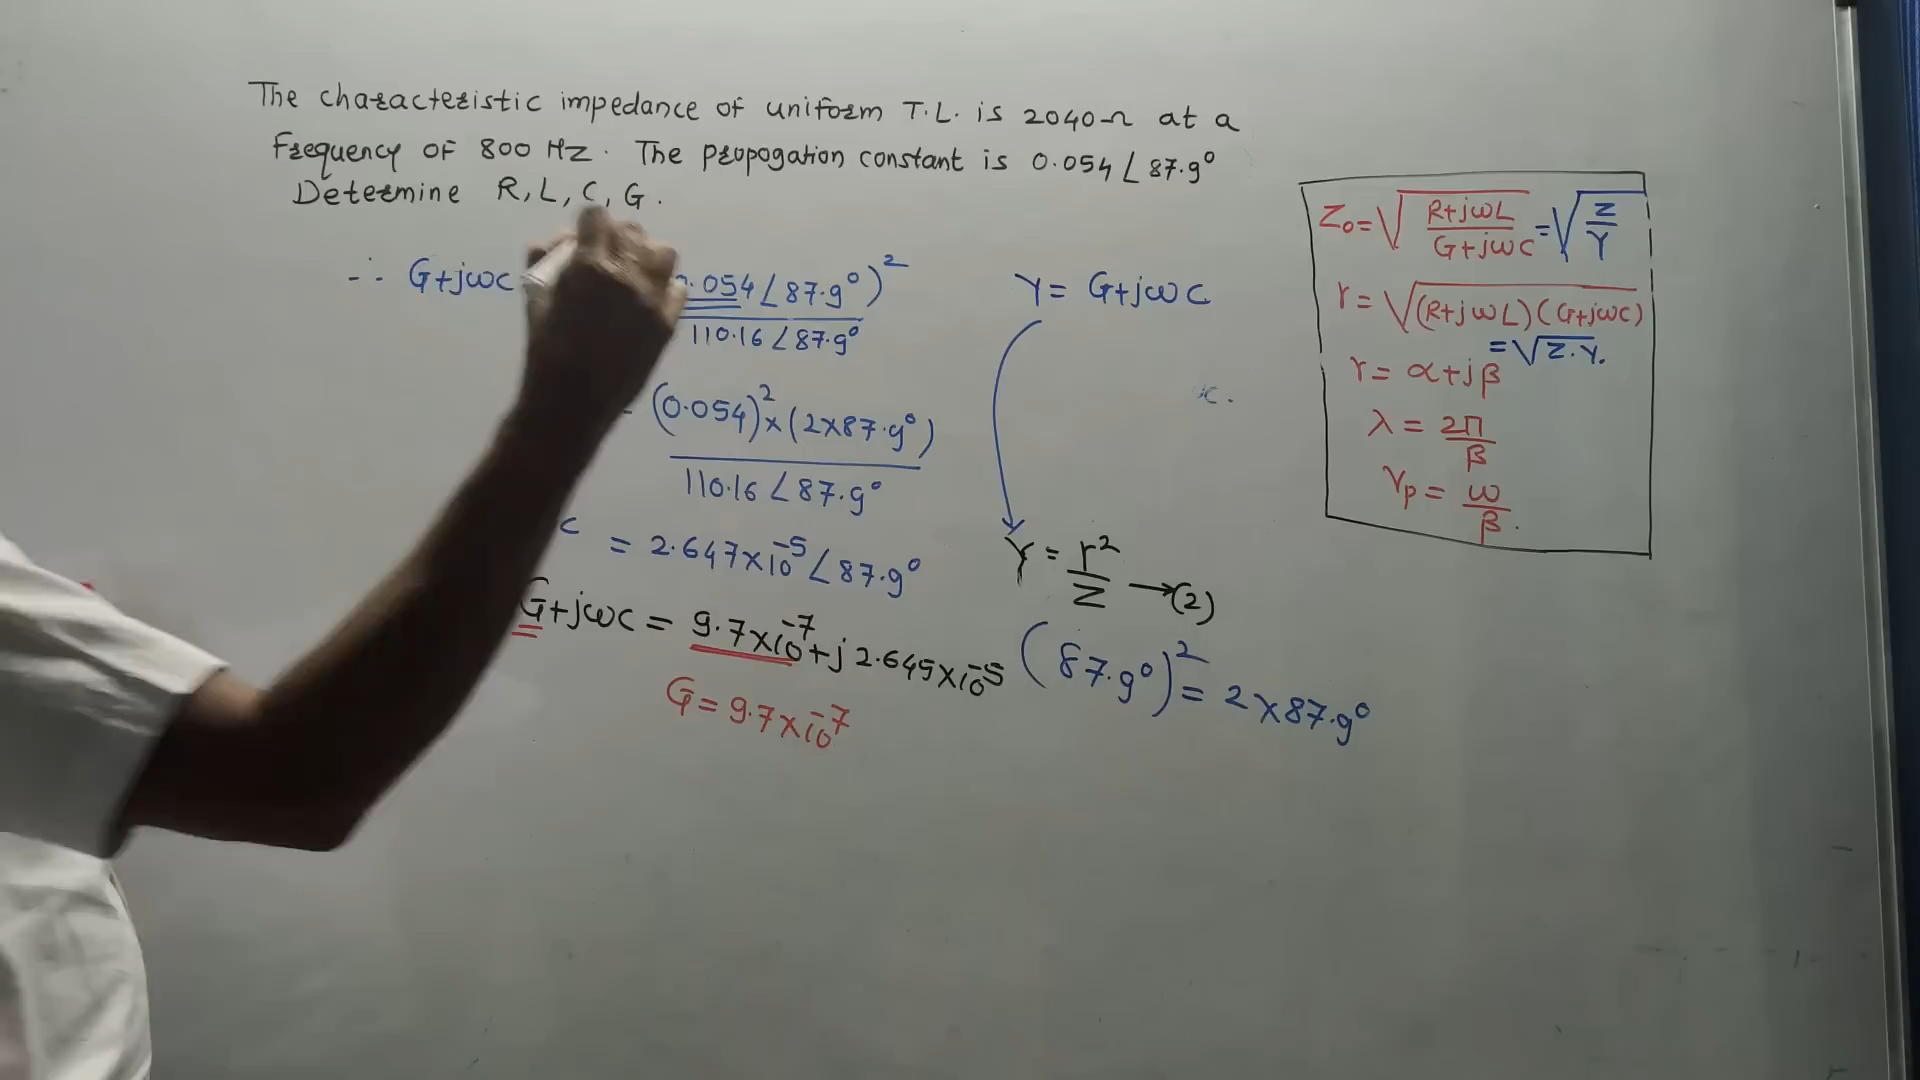 The characteristic impedance of uniform T.L. is 2040Ω at a
Frequency of 800 Hz. The propogation constant is 0.054∠87.9°
Determine R, L, C, G.
∴ G+jωc
0.054∠87.9°)²
110.16∠87.9°
(0.054)²×(2×87.9°)
110.16∠87.9°
c = 2.647×10⁻⁵∠87.9°
G+jωc = 9.7×10⁻⁷+j2.645×10⁻⁵
G = 9.7×10⁻⁷
Y = G+jωc
Y = r²/Z →(2)
(87.9°)² = 2×87.9°
Z₀=√(R+jωL/G+jωc)=√(Z/Y)
r = √(R+jωL)(G+jωc)
=√Z.Y.
r = α+jβ
λ = 2π/β
Vp = ω/β.